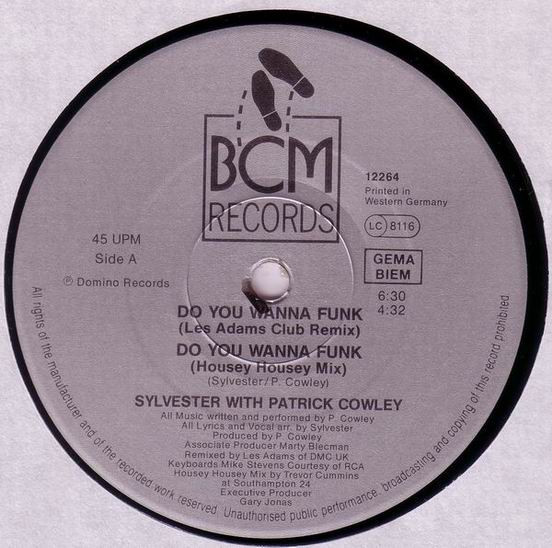 BCM
RECORDS
12264
Printed in
Western Germany
LC 8116
GEMA
BIEM
45 UPM
Side A
℗ Domino Records
6:30
4:32
DO YOU WANNA FUNK
(Les Adams Club Remix)
DO YOU WANNA FUNK
(Housey Housey Mix)
(Sylvester/P. Cowley)
SYLVESTER WITH PATRICK COWLEY
All Music written and performed by P. Cowley
All Lyrics and Vocal arr. by Sylvester
Produced by P. Cowley
Associate Producer Marty Blecman
Remixed by Les Adams of DMC UK
Keyboards Mike Stevens Courtesy of RCA
Housey Housey Mix by Trevor Cummins
at Southampton 24
Executive Producer
Gary Jonas
All rights of the manufacturer and of the recorded work reserved. Unauthorised public performance, broadcasting and copying of this record prohibited